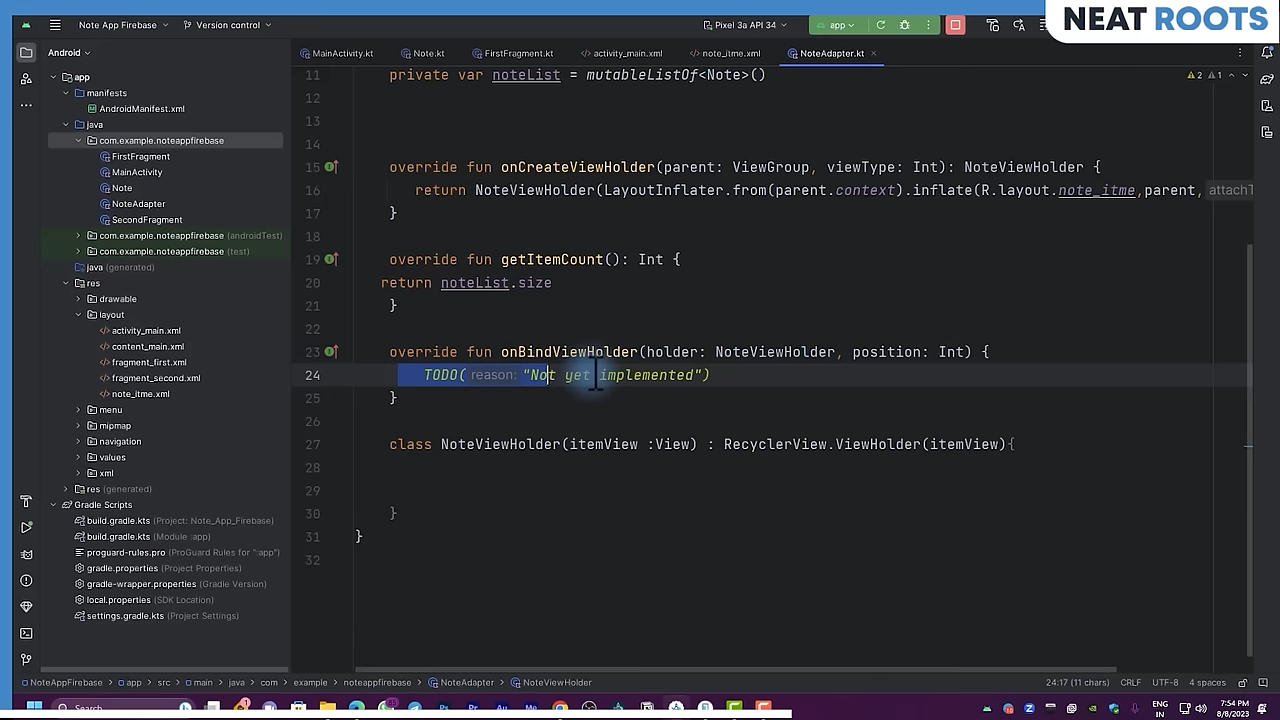 NEAT ROOTS
Note App Firebase
Version control
Pixel 3a API 34
app
Android
MainActivity.kt
Note.kt
FirstFragment.kt
activity_main.xml
note_itme.xml
NoteAdapter.kt
app
manifests
AndroidManifest.xml
java
com.example.noteappfirebase
FirstFragment
MainActivity
Note
NoteAdapter
SecondFragment
com.example.noteappfirebase (androidTest)
com.example.noteappfirebase (test)
java (generated)
res
drawable
layout
activity_main.xml
content_main.xml
fragment_first.xml
fragment_second.xml
note_itme.xml
menu
mipmap
navigation
values
xml
res (generated)
Gradle Scripts
build.gradle.kts (Project: Note_App_Firebase)
build.gradle.kts (Module :app)
proguard-rules.pro (ProGuard Rules for ":app")
gradle.properties (Project Properties)
gradle-wrapper.properties (Gradle Version)
local.properties (SDK Location)
settings.gradle.kts (Project Settings)
2 1
11 private var noteList = mutableListOf<Note>()
12
13
14
15 override fun onCreateViewHolder(parent: ViewGroup, viewType: Int): NoteViewHolder {
16 return NoteViewHolder(LayoutInflater.from(parent.context).inflate(R.layout.note_itme,parent, attachT
17 }
18
19 override fun getItemCount(): Int {
20 return noteList.size
21 }
22
23 override fun onBindViewHolder(holder: NoteViewHolder, position: Int) {
24 TODO( reason: "Not yet implemented")
25 }
26
27 class NoteViewHolder(itemView :View) : RecyclerView.ViewHolder(itemView){
28
29
30 }
31 }
32
NoteAppFirebase > app > src > main > java > com > example > noteappfirebase > NoteAdapter > NoteViewHolder
24:17 (11 chars) CRLF UTF-8 4 spaces
Search
ENG
IN
7:54 PM
8/8/2023